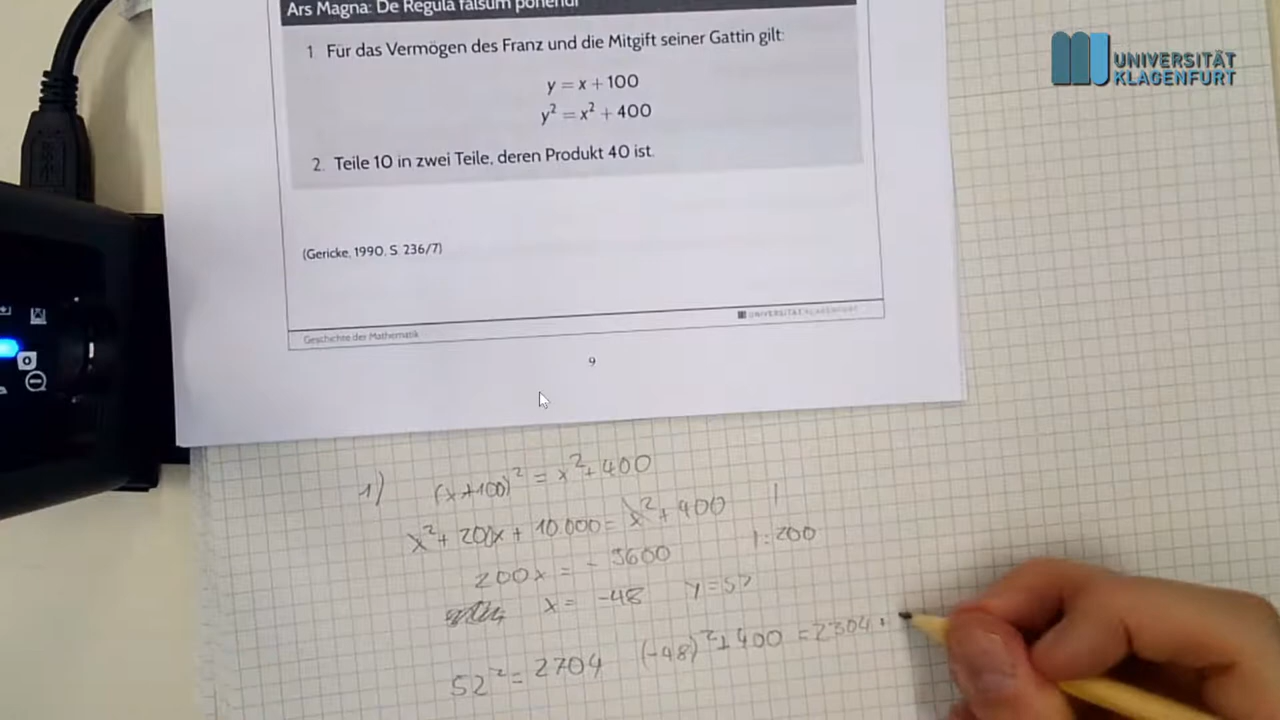 Ars Magna: De Regula falsum ponendi
1 Für das Vermögen des Franz und die Mitgift seiner Gattin gilt:
y = x + 100
y² = x² + 400
2. Teile 10 in zwei Teile, deren Produkt 40 ist.
(Gericke, 1990, S. 236/7)
Geschichte der Mathematik
UNIVERSITÄT KLAGENFURT
9
UNIVERSITÄT
KLAGENFURT
1) (x+100)² = x²+400
x²+ 200x + 10.000 = x²+400 |
200x = - 9600 |:200
x = -48 y = 52
52² = 2704 (-48)²+400 = 2304 +